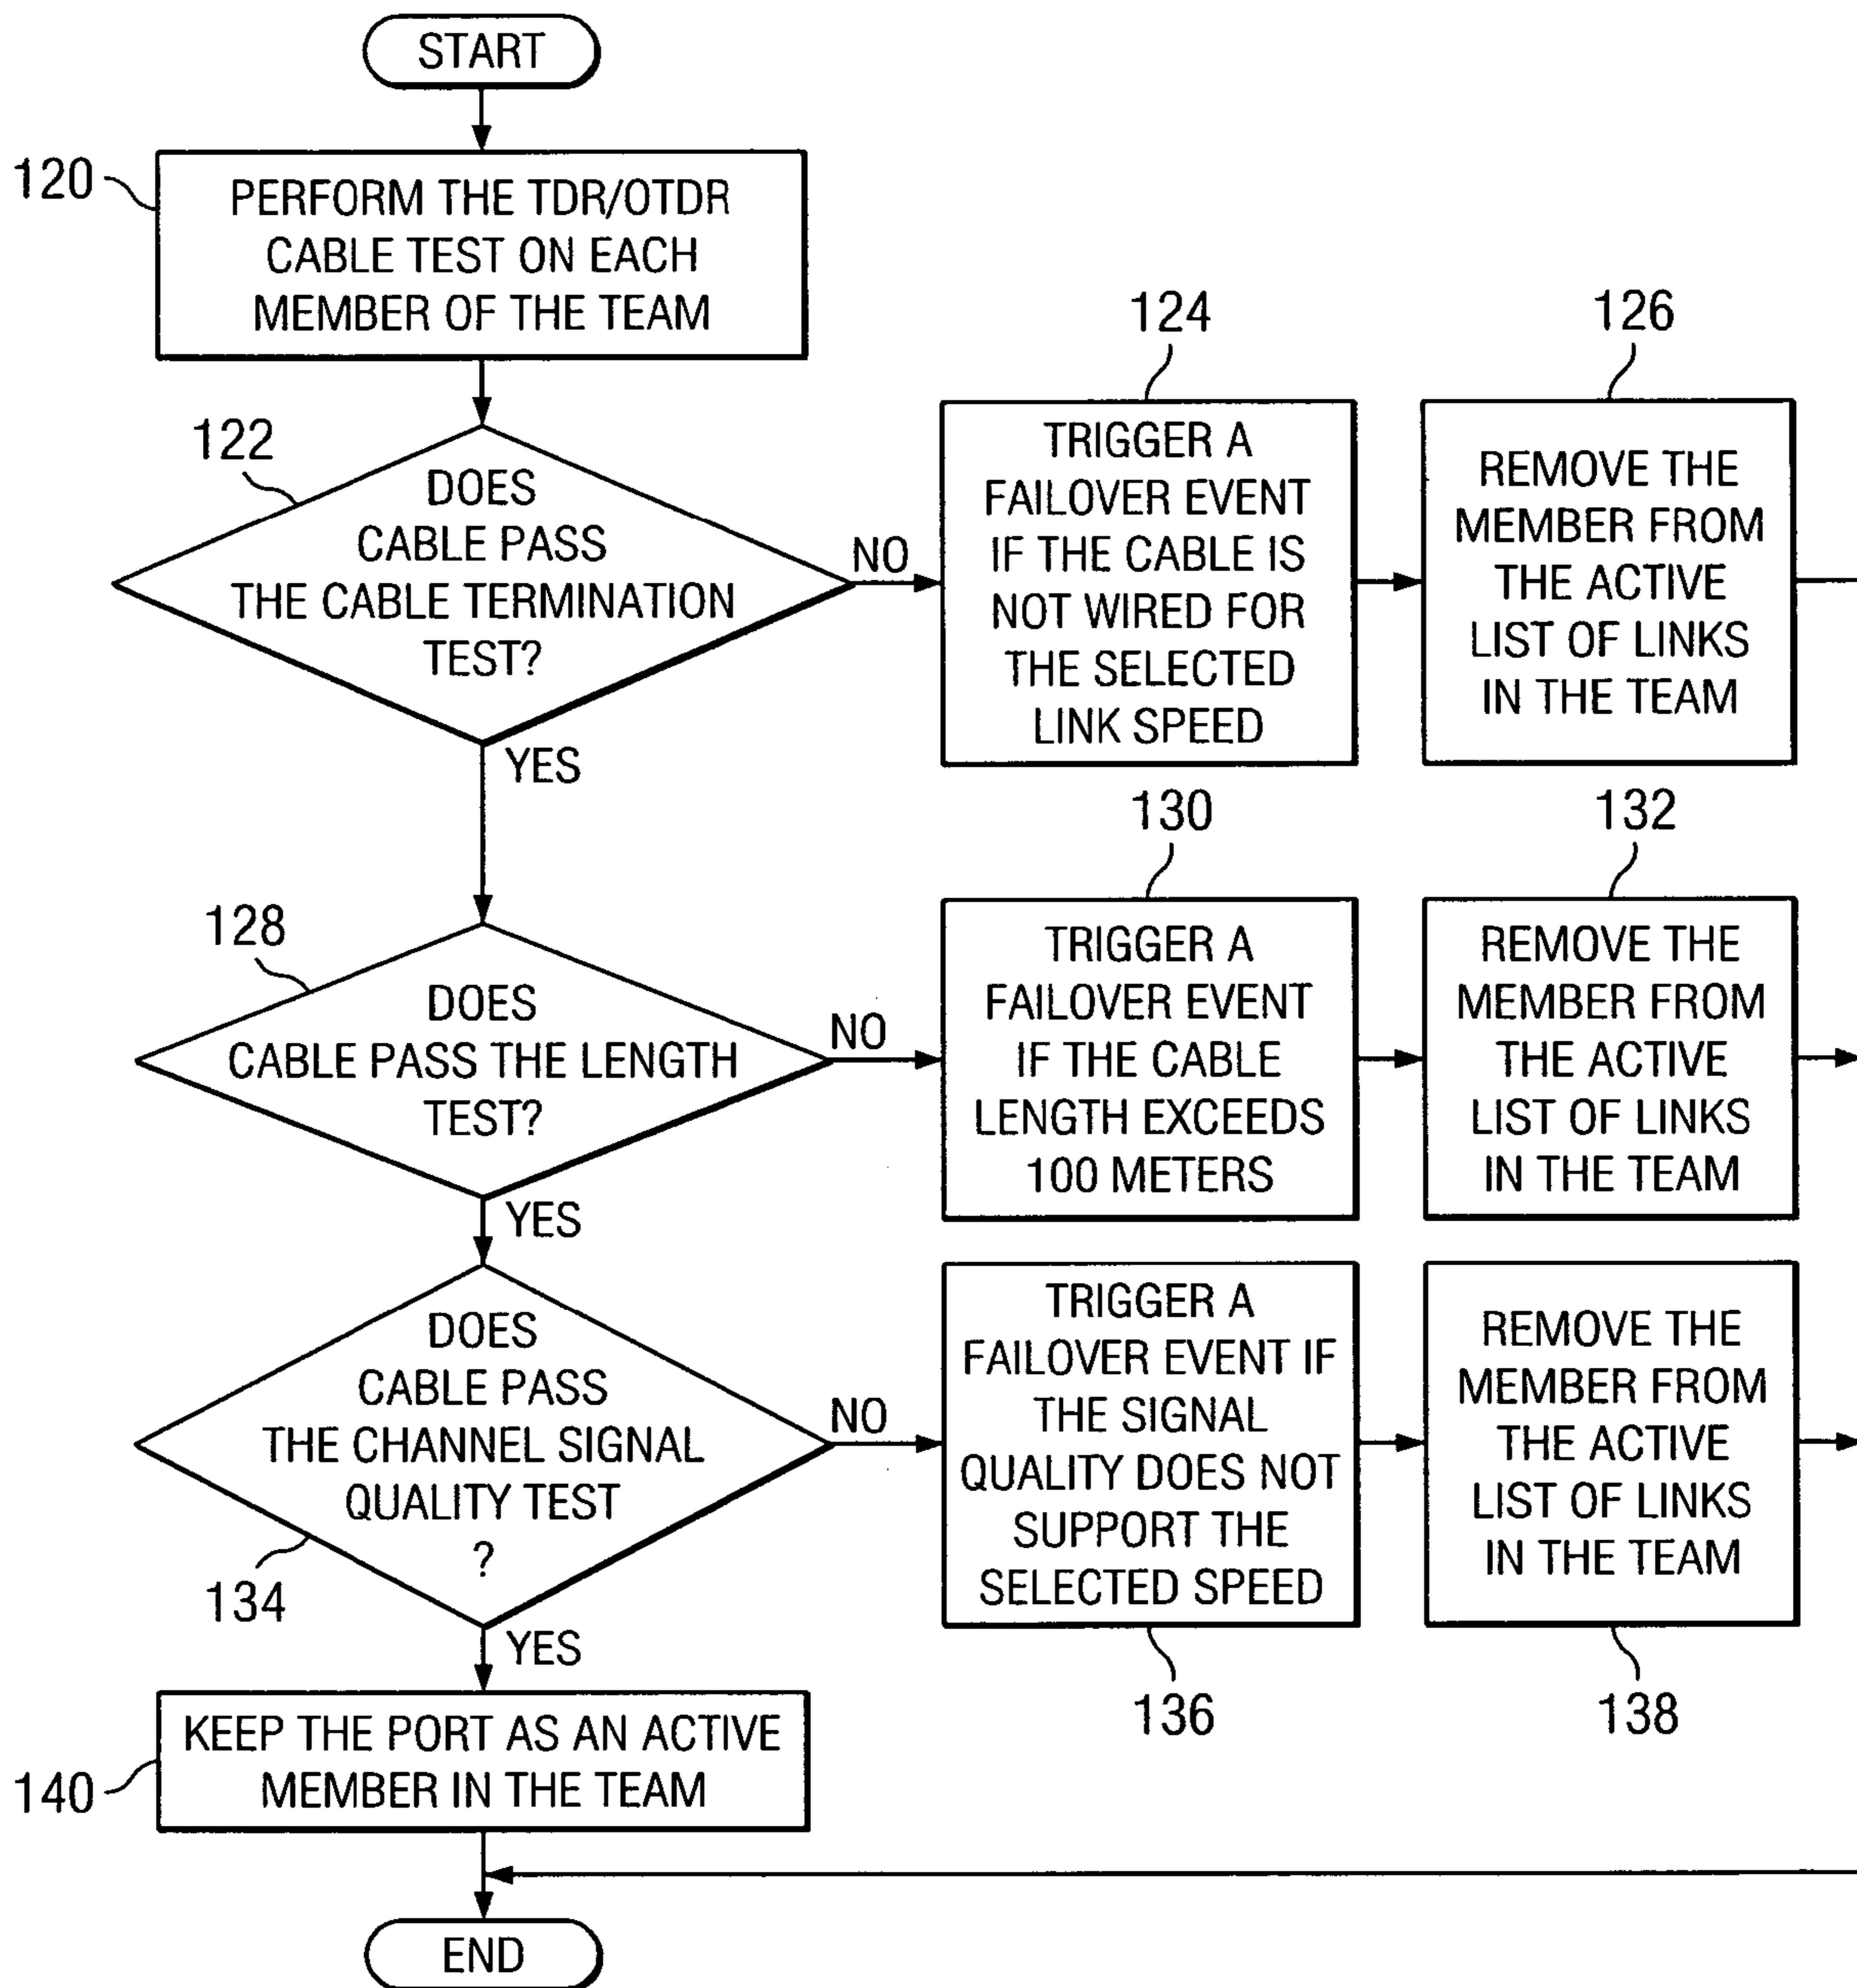 START
120
PERFORM THE TDR/OTDR
CABLE TEST ON EACH
MEMBER OF THE TEAM
122
DOES
CABLE PASS
THE CABLE TERMINATION
TEST?
NO
YES
124
TRIGGER A
FAILOVER EVENT
IF THE CABLE IS
NOT WIRED FOR
THE SELECTED
LINK SPEED
126
REMOVE THE
MEMBER FROM
THE ACTIVE
LIST OF LINKS
IN THE TEAM
128
DOES
CABLE PASS THE LENGTH
TEST?
NO
YES
130
TRIGGER A
FAILOVER EVENT
IF THE CABLE
LENGTH EXCEEDS
100 METERS
132
REMOVE THE
MEMBER FROM
THE ACTIVE
LIST OF LINKS
IN THE TEAM
DOES
CABLE PASS
THE CHANNEL SIGNAL
QUALITY TEST
?
134
NO
YES
TRIGGER A
FAILOVER EVENT IF
THE SIGNAL
QUALITY DOES NOT
SUPPORT THE
SELECTED SPEED
136
REMOVE THE
MEMBER FROM
THE ACTIVE
LIST OF LINKS
IN THE TEAM
138
KEEP THE PORT AS AN ACTIVE
MEMBER IN THE TEAM
140
END